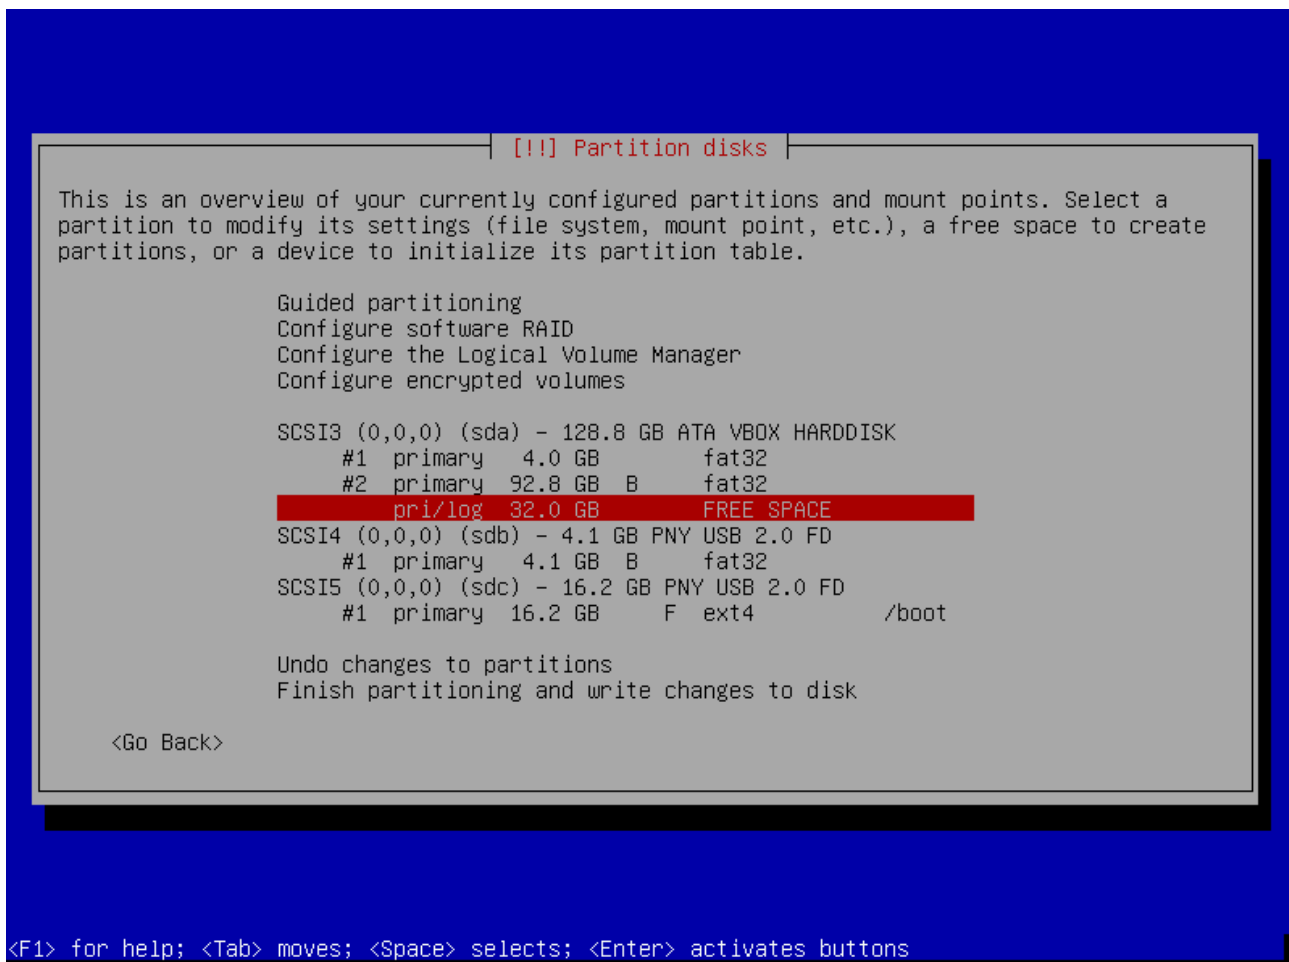 [!!] Partition disks
This is an overview of your currently configured partitions and mount points. Select a
partition to modify its settings (file system, mount point, etc.), a free space to create
partitions, or a device to initialize its partition table.
Guided partitioning
Configure software RAID
Configure the Logical Volume Manager
Configure encrypted volumes
SCSI3 (0,0,0) (sda) - 128.8 GB ATA VBOX HARDDISK
#1 primary 4.0 GB fat32
#2 primary 92.8 GB B fat32
pri/log 32.0 GB FREE SPACE
SCSI4 (0,0,0) (sdb) - 4.1 GB PNY USB 2.0 FD
#1 primary 4.1 GB B fat32
SCSI5 (0,0,0) (sdc) - 16.2 GB PNY USB 2.0 FD
#1 primary 16.2 GB F ext4 /boot
Undo changes to partitions
Finish partitioning and write changes to disk
<Go Back>
<F1> for help; <Tab> moves; <Space> selects; <Enter> activates buttons